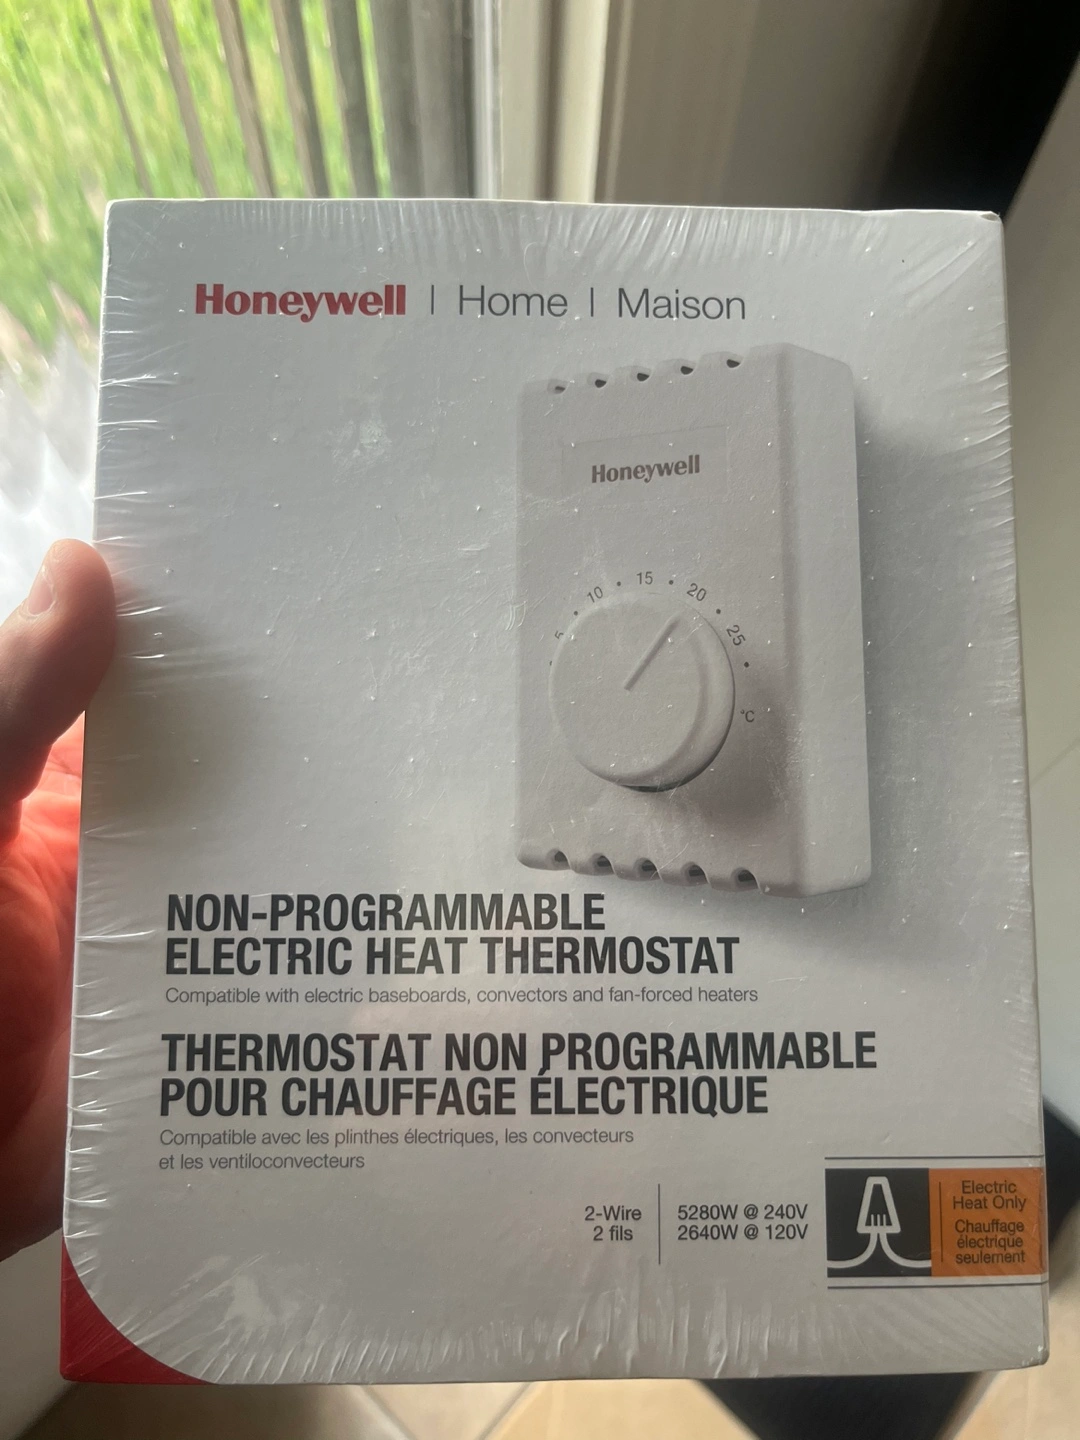 Honeywell | Home | Maison
Honeywell
5 10 15 20 25
°C
NON-PROGRAMMABLE
ELECTRIC HEAT THERMOSTAT
Compatible with electric baseboards, convectors and fan-forced heaters
THERMOSTAT NON PROGRAMMABLE
POUR CHAUFFAGE ÉLECTRIQUE
Compatible avec les plinthes électriques, les convecteurs
et les ventiloconvecteurs
2-Wire
2 fils
5280W @ 240V
2640W @ 120V
Electric
Heat Only
Chauffage
électrique
seulement